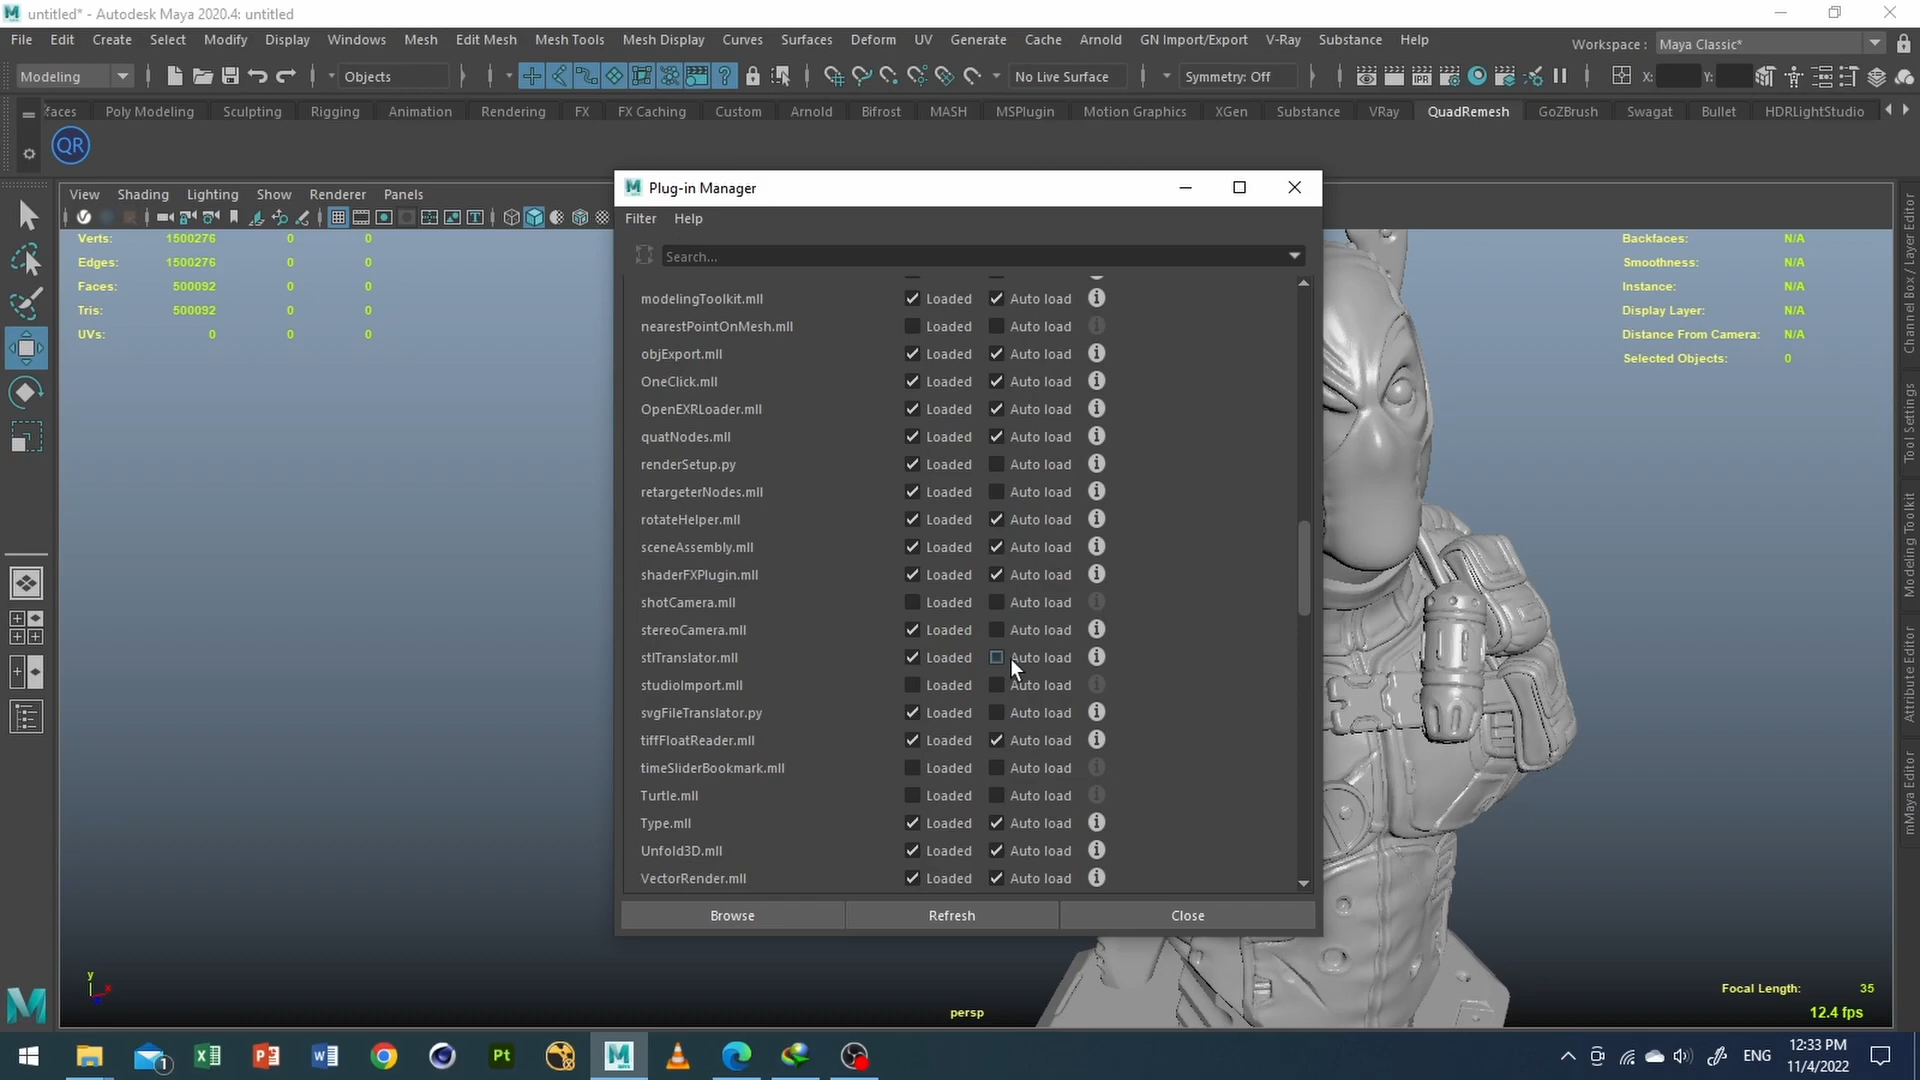 untitled* - Autodesk Maya 2020.4: untitled
File Edit Create Select Modify Display Windows Mesh Edit Mesh Mesh Tools Mesh Display Curves Surfaces Deform UV Generate Cache Arnold GN Import/Export V-Ray Substance Help
Workspace : Maya Classic*
Modeling Objects No Live Surface Symmetry: Off IPR X: Y:
faces Poly Modeling Sculpting Rigging Animation Rendering FX FX Caching Custom Arnold Bifrost MASH MSPlugin Motion Graphics XGen Substance VRay QuadRemesh GoZBrush Swagat Bullet HDRLightStudio
QR
View Shading Lighting Show Renderer Panels
Verts: 1500276 0 0
Edges: 1500276 0 0
Faces: 500092 0 0
Tris: 500092 0 0
UVs: 0 0 0
Plug-in Manager
Filter Help
Search...
modelingToolkit.mll Loaded Auto load
nearestPointOnMesh.mll Loaded Auto load
objExport.mll Loaded Auto load
OneClick.mll Loaded Auto load
OpenEXRLoader.mll Loaded Auto load
quatNodes.mll Loaded Auto load
renderSetup.py Loaded Auto load
retargeterNodes.mll Loaded Auto load
rotateHelper.mll Loaded Auto load
sceneAssembly.mll Loaded Auto load
shaderFXPlugin.mll Loaded Auto load
shotCamera.mll Loaded Auto load
stereoCamera.mll Loaded Auto load
stlTranslator.mll Loaded Auto load
studioImport.mll Loaded Auto load
svgFileTranslator.py Loaded Auto load
tiffFloatReader.mll Loaded Auto load
timeSliderBookmark.mll Loaded Auto load
Turtle.mll Loaded Auto load
Type.mll Loaded Auto load
Unfold3D.mll Loaded Auto load
VectorRender.mll Loaded Auto load
Browse Refresh Close
Backfaces: N/A
Smoothness: N/A
Instance: N/A
Display Layer: N/A
Distance From Camera: N/A
Selected Objects: 0
Channel Box / Layer Editor
Tool Settings
Modeling Toolkit
Attribute Editor
mMaya Editor
y
x
persp
Focal Length: 35
12.4 fps
1
Pt
ENG
12:33 PM
11/4/2022